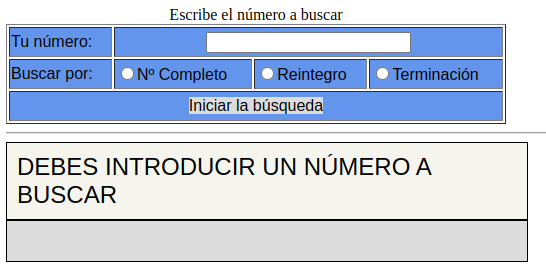 Escribe el número a buscar
Tu número:
Buscar por: Nº Completo Reintegro Terminación
Iniciar la búsqueda
DEBES INTRODUCIR UN NÚMERO A
BUSCAR